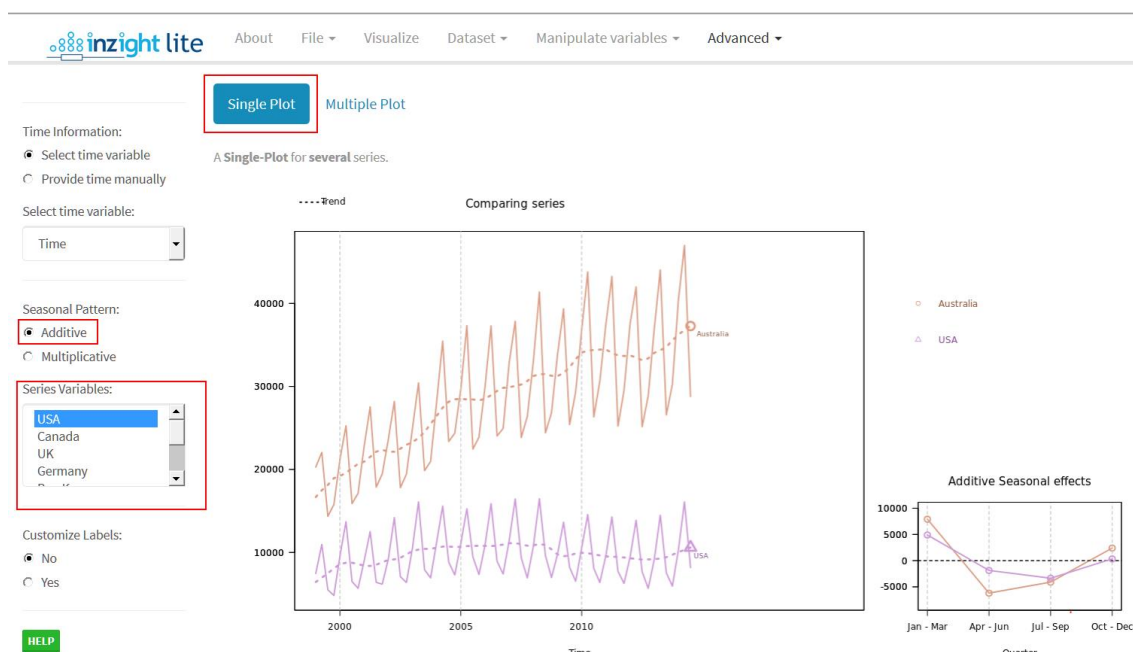 inzight lite
About File Visualize Dataset Manipulate variables Advanced
Single Plot Multiple Plot
Time Information:
Select time variable
Provide time manually
Select time variable:
Time
Seasonal Pattern:
Additive
Multiplicative
Series Variables:
USA
Canada
UK
Germany
Customize Labels:
No
Yes
HELP
A Single-Plot for several series.
Trend
Comparing series
40000
30000
20000
10000
Australia
USA
2000 2005 2010
Time
Australia
USA
Additive Seasonal effects
10000
5000
0
-5000
Jan - Mar Apr - Jun Jul - Sep Oct - Dec
Quarter